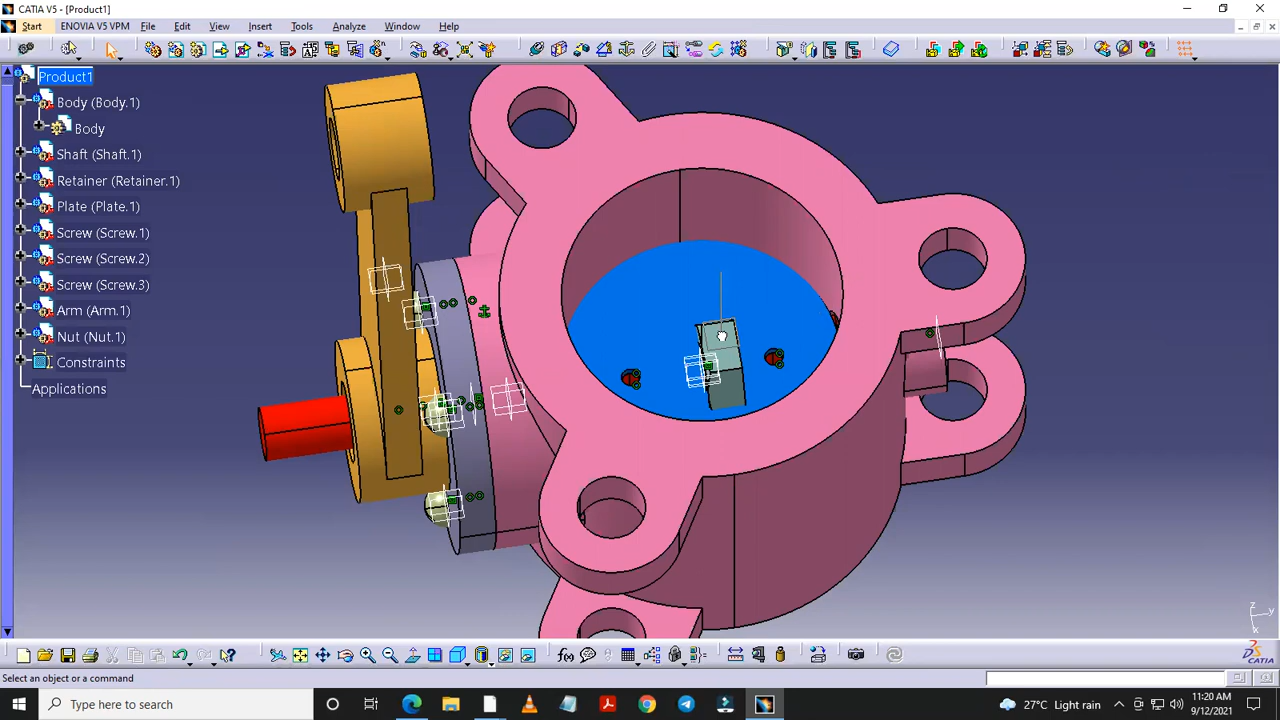 CATIA V5 - [Product1]
Start ENOVIA V5 VPM File Edit Insert Tools Analyze Window Help
Product1
Body (Body.1)
Body
Shaft (Shaft.1)
Retainer (Retainer.1)
Plate (Plate.1)
Screw (Screw.1)
Screw (Screw.2)
Screw (Screw.3)
Arm (Arm.1)
Nut (Nut.1)
Constraints
Applications
z
y
x
f(x)
CATIA
Select an object or a command
Type here to search
27°C Light rain
11:20 AM
9/12/2021